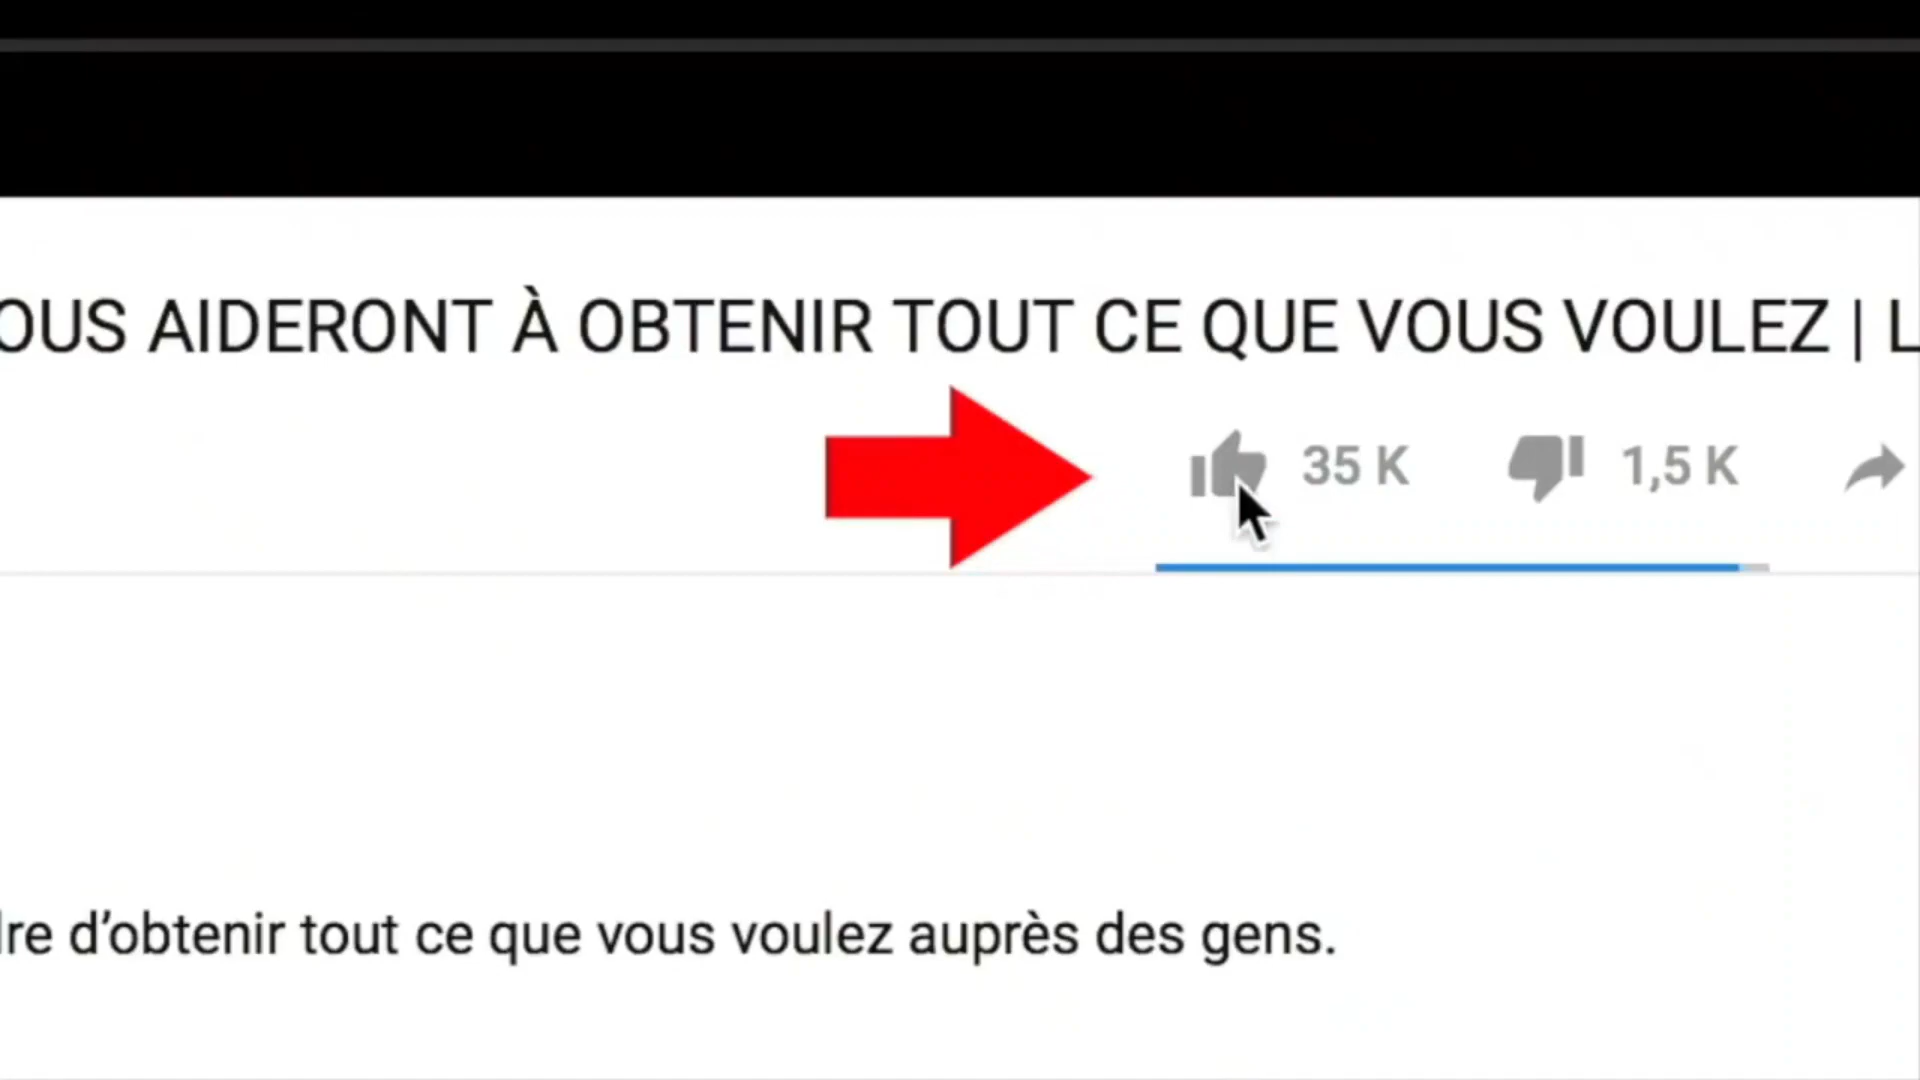 OUS AIDERONT À OBTENIR TOUT CE QUE VOUS VOULEZ | L
35 K 1,5 K
dre d’obtenir tout ce que vous voulez auprès des gens.